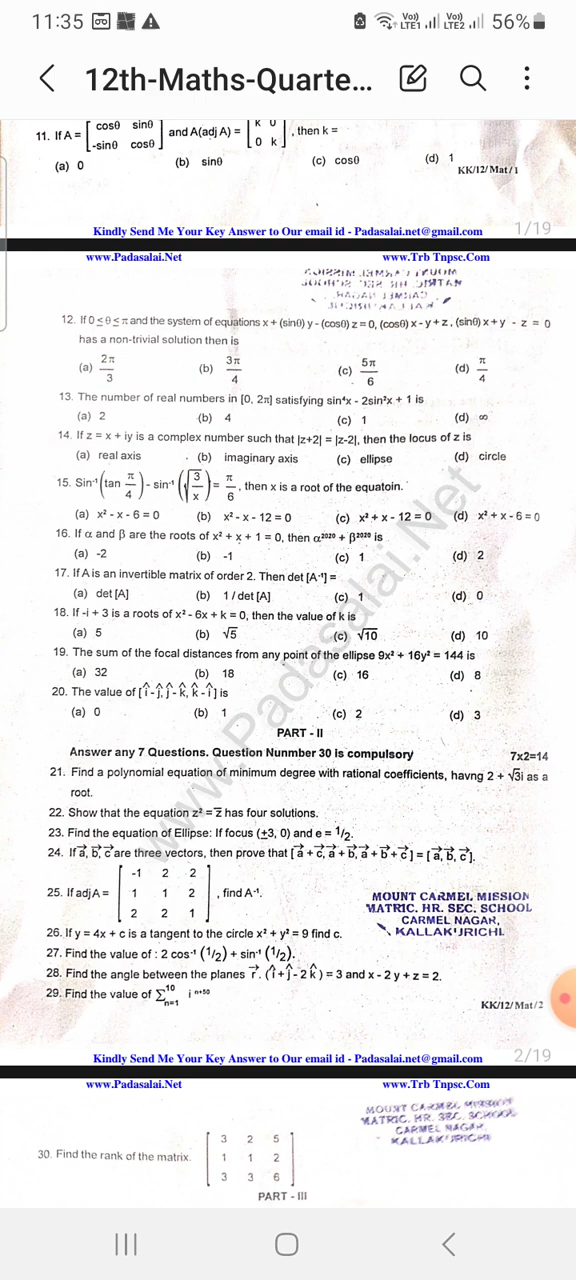 11:35 Vo)) LTE1 Vo)) LTE2 56%
12th-Maths-Quarte...
11. If A = [cosθ sinθ; -sinθ cosθ] and A(adj A) = [K 0; 0 k], then k =
(a) 0 (b) sinθ (c) cosθ (d) 1
KK/12/Mat/1
Kindly Send Me Your Key Answer to Our email id - Padasalai.net@gmail.com 1/19
www.Padasalai.Net www.Trb Tnpsc.Com
12. If 0 ≤ θ ≤ π and the system of equations x + (sinθ) y - (cosθ) z = 0, (cosθ) x - y + z, (sinθ) x + y - z = 0
has a non-trivial solution then is
(a) 2π/3 (b) 3π/4 (c) 5π/6 (d) π/4
13. The number of real numbers in [0, 2π] satisfying sin⁴x - 2sin²x + 1 is
(a) 2 (b) 4 (c) 1 (d) ∞
14. If z = x + iy is a complex number such that |z+2| = |z-2|, then the locus of z is
(a) real axis (b) imaginary axis (c) ellipse (d) circle
15. Sin⁻¹(tan π/4) - sin⁻¹(√(3/x)) = π/6, then x is a root of the equatoin.
(a) x² - x - 6 = 0 (b) x² - x - 12 = 0 (c) x² + x - 12 = 0 (d) x² + x - 6 = 0
16. If α and β are the roots of x² + x + 1 = 0, then α²⁰²⁰ + β²⁰²⁰ is
(a) -2 (b) -1 (c) 1 (d) 2
17. If A is an invertible matrix of order 2. Then det [A⁻¹] =
(a) det [A] (b) 1 / det [A] (c) 1 (d) 0
18. If -i + 3 is a roots of x² - 6x + k = 0, then the value of k is
(a) 5 (b) √5 (c) √10 (d) 10
19. The sum of the focal distances from any point of the ellipse 9x² + 16y² = 144 is
(a) 32 (b) 18 (c) 16 (d) 8
20. The value of [î - ĵ, ĵ - k̂, k̂ - î] is
(a) 0 (b) 1 (c) 2 (d) 3
PART - II
Answer any 7 Questions. Question Nunmber 30 is compulsory 7x2=14
21. Find a polynomial equation of minimum degree with rational coefficients, havng 2 + √3i as a
root.
22. Show that the equation z² = z̅ has four solutions.
23. Find the equation of Ellipse: If focus (±3, 0) and e = 1/2.
24. If a⃗, b⃗, c⃗ are three vectors, then prove that [a⃗ + c⃗, a⃗ + b⃗, a⃗ + b⃗ + c⃗] = [a⃗, b⃗, c⃗].
25. If adj A = [-1 2 2; 1 1 2; 2 2 1], find A⁻¹.
MOUNT CARMEL MISSION
MATRIC. HR. SEC. SCHOOL
CARMEL NAGAR,
KALLAKURICHI.
26. If y = 4x + c is a tangent to the circle x² + y² = 9 find c.
27. Find the value of : 2 cos⁻¹ (1/2) + sin⁻¹ (1/2).
28. Find the angle between the planes r⃗. (î + ĵ - 2 k̂) = 3 and x - 2 y + z = 2.
29. Find the value of Σ¹⁰ₙ₌₁ i ⁿ⁺⁵⁰
KK/12/Mat/2
Kindly Send Me Your Key Answer to Our email id - Padasalai.net@gmail.com 2/19
www.Padasalai.Net www.Trb Tnpsc.Com
MOUNT CARMEL MISSION
MATRIC. HR. SEC. SCHOOL
CARMEL NAGAR,
KALLAKURICHI
30. Find the rank of the matrix. [3 2 5; 1 1 2; 3 3 6]
PART - III
www.Padasalai.Net